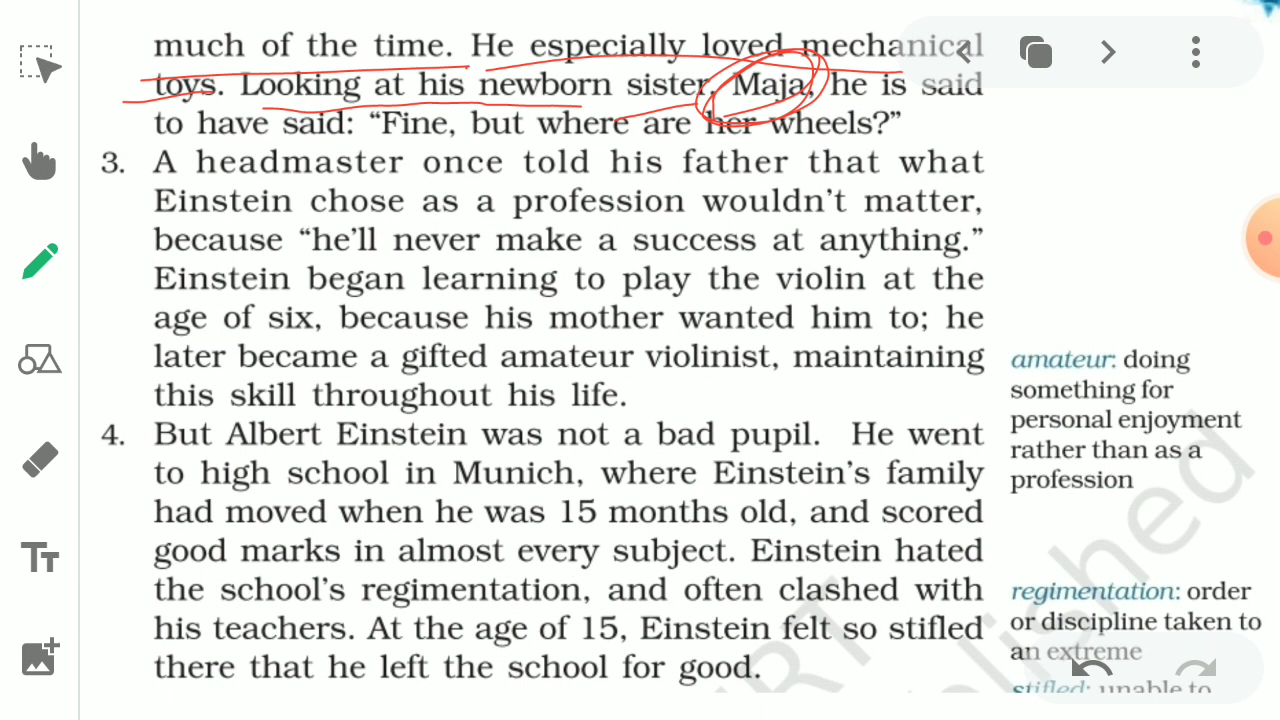 much of the time. He especially loved mechanical
toys. Looking at his newborn sister, Maja, he is said
to have said: “Fine, but where are her wheels?”
3. A headmaster once told his father that what
Einstein chose as a profession wouldn’t matter,
because “he’ll never make a success at anything.”
Einstein began learning to play the violin at the
age of six, because his mother wanted him to; he
later became a gifted amateur violinist, maintaining
this skill throughout his life.
amateur: doing
something for
personal enjoyment
rather than as a
profession
4. But Albert Einstein was not a bad pupil. He went
to high school in Munich, where Einstein’s family
had moved when he was 15 months old, and scored
good marks in almost every subject. Einstein hated
the school’s regimentation, and often clashed with
his teachers. At the age of 15, Einstein felt so stifled
there that he left the school for good.
regimentation: order
or discipline taken to
an extreme
stifled: unable to
TT